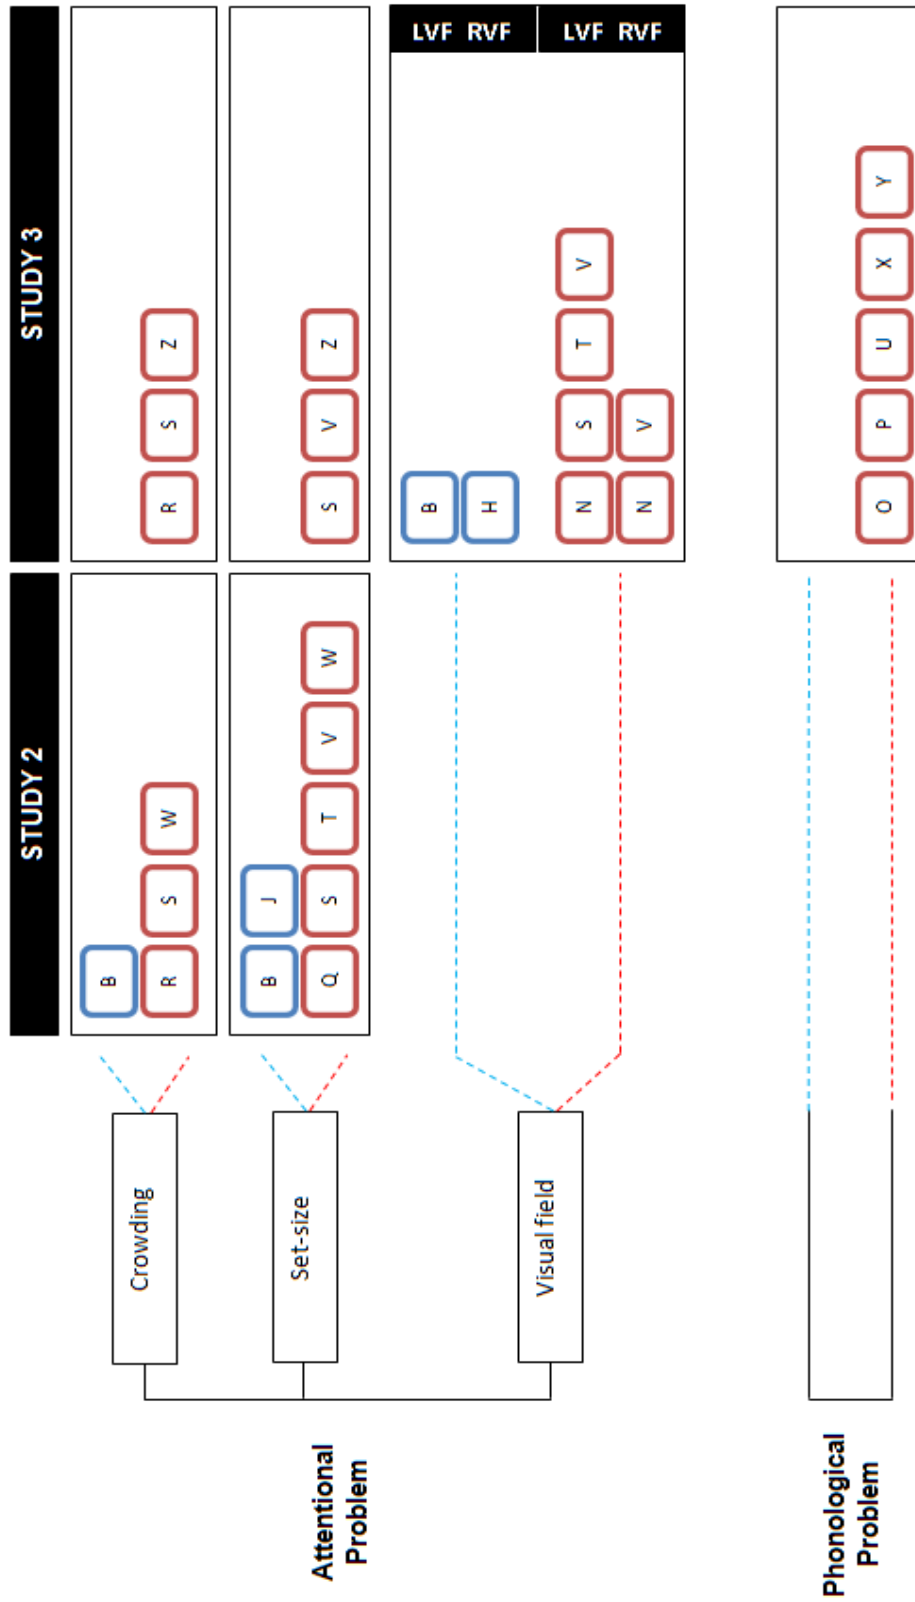 STUDY 2
STUDY 3
Attentional
Problem
Crowding
B
R S W
R S Z
Set-size
B J
Q S T V W
S V Z
Visual field
LVF RVF
LVF RVF
B
H
N S T V
N V
Phonological
Problem
O P U X Y